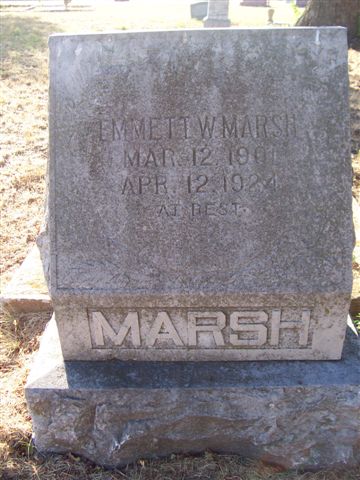 EMMETT W. MARSH
MAR. 12, 1901
APR. 12, 1924
AT REST
MARSH